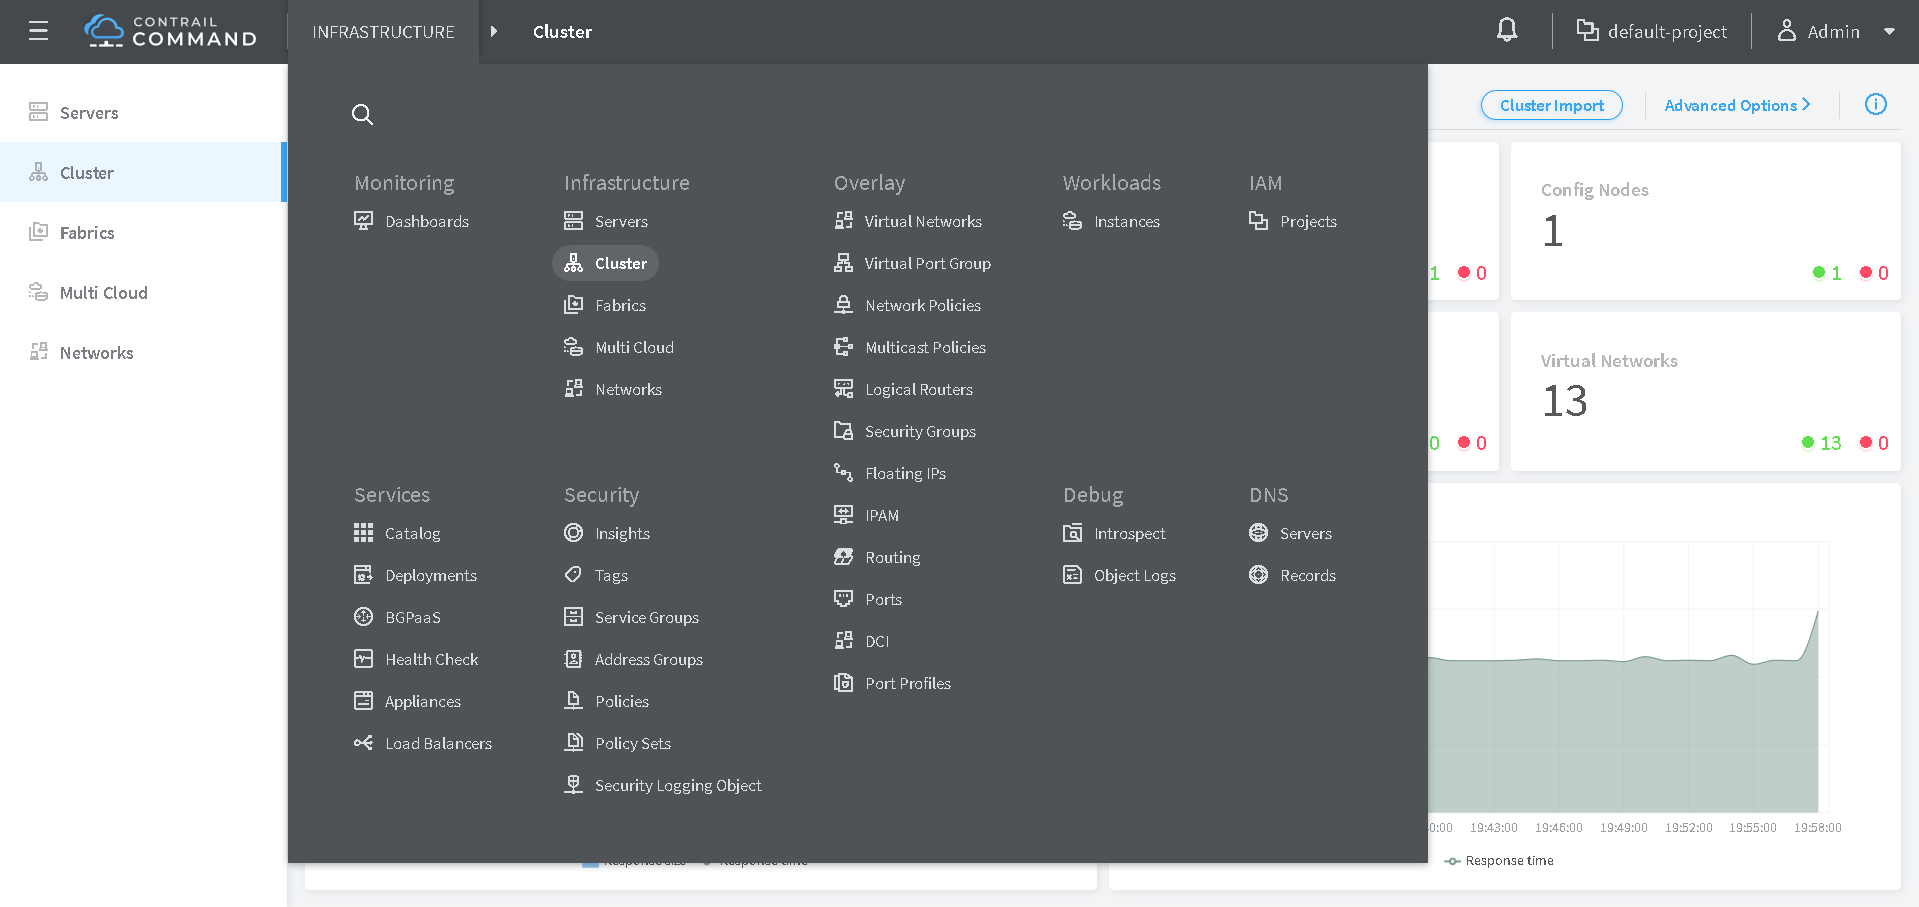 CONTRAIL
COMMAND
INFRASTRUCTURE
Cluster
default-project
Admin
Servers
Cluster
Fabrics
Multi Cloud
Networks
Cluster Import
Advanced Options
Monitoring
Dashboards
Infrastructure
Servers
Cluster
Fabrics
Multi Cloud
Networks
Overlay
Virtual Networks
Virtual Port Group
Network Policies
Multicast Policies
Logical Routers
Security Groups
Floating IPs
IPAM
Routing
Ports
DCI
Port Profiles
Workloads
Instances
IAM
Projects
Services
Catalog
Deployments
BGPaaS
Health Check
Appliances
Load Balancers
Security
Insights
Tags
Service Groups
Address Groups
Policies
Policy Sets
Security Logging Object
Debug
Introspect
Object Logs
DNS
Servers
Records
1 0
Config Nodes
1
1 0
0 0
Virtual Networks
13
13 0
0:00 19:43:00 19:46:00 19:49:00 19:52:00 19:55:00 19:58:00
Response size Response time
Response time